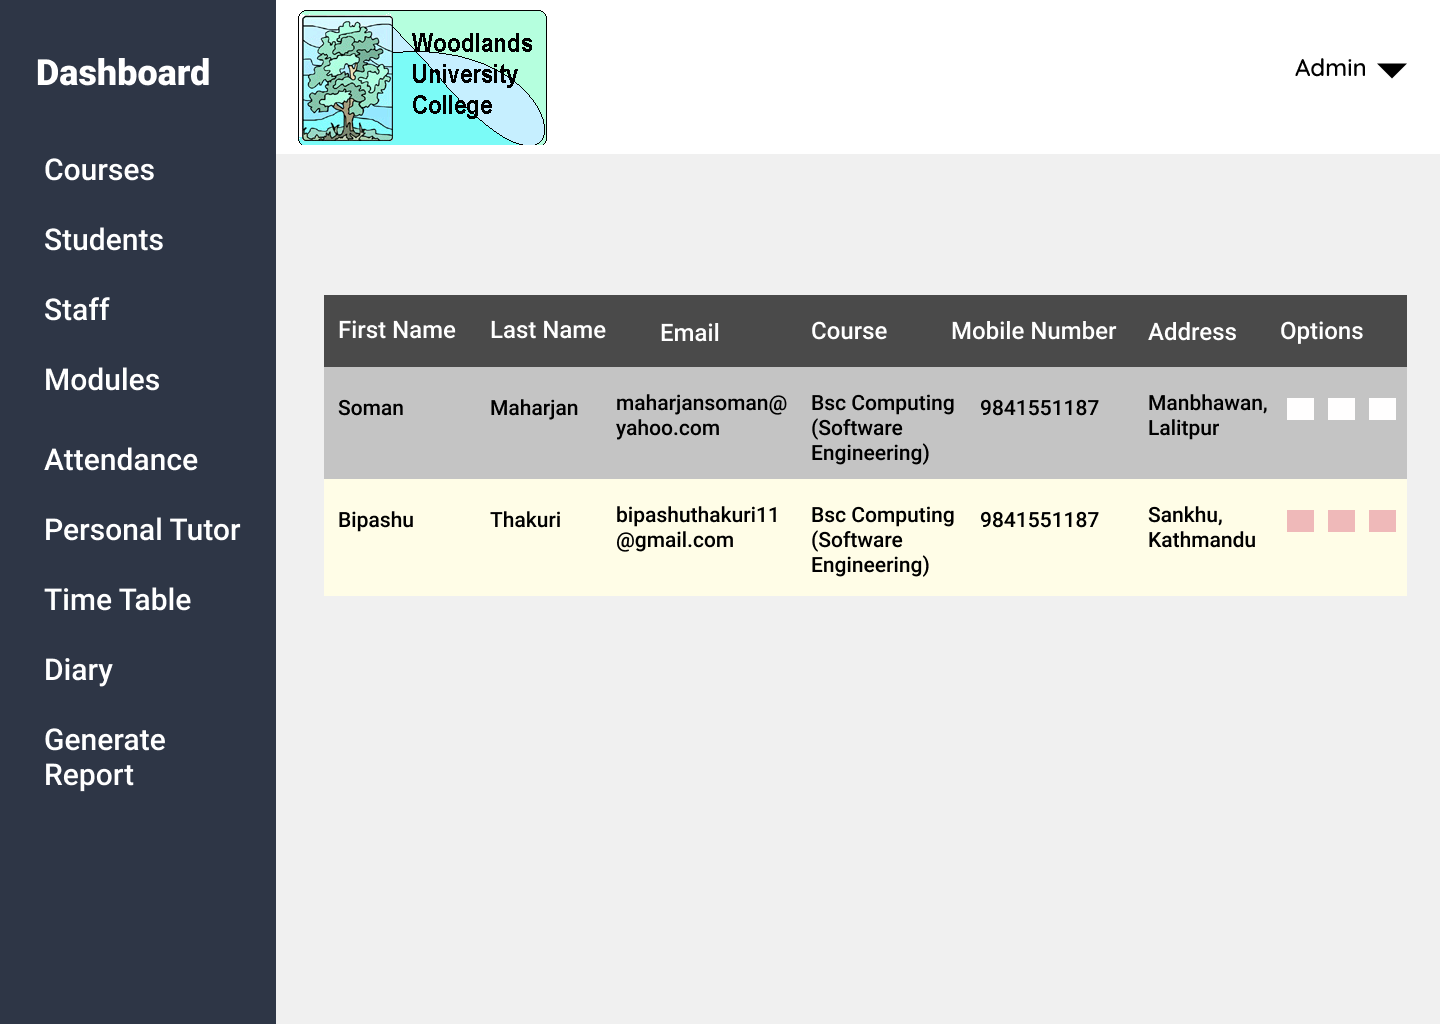 Dashboard
Courses
Students
Staff
Modules
Attendance
Personal Tutor
Time Table
Diary
Generate
Report
Woodlands
University
College
Admin
First Name Last Name Email Course Mobile Number Address Options
Soman Maharjan maharjansoman@ Bsc Computing 9841551187 Manbhawan,
yahoo.com (Software Lalitpur
Engineering)
Bipashu Thakuri bipashuthakuri11 Bsc Computing 9841551187 Sankhu,
@gmail.com (Software Kathmandu
Engineering)